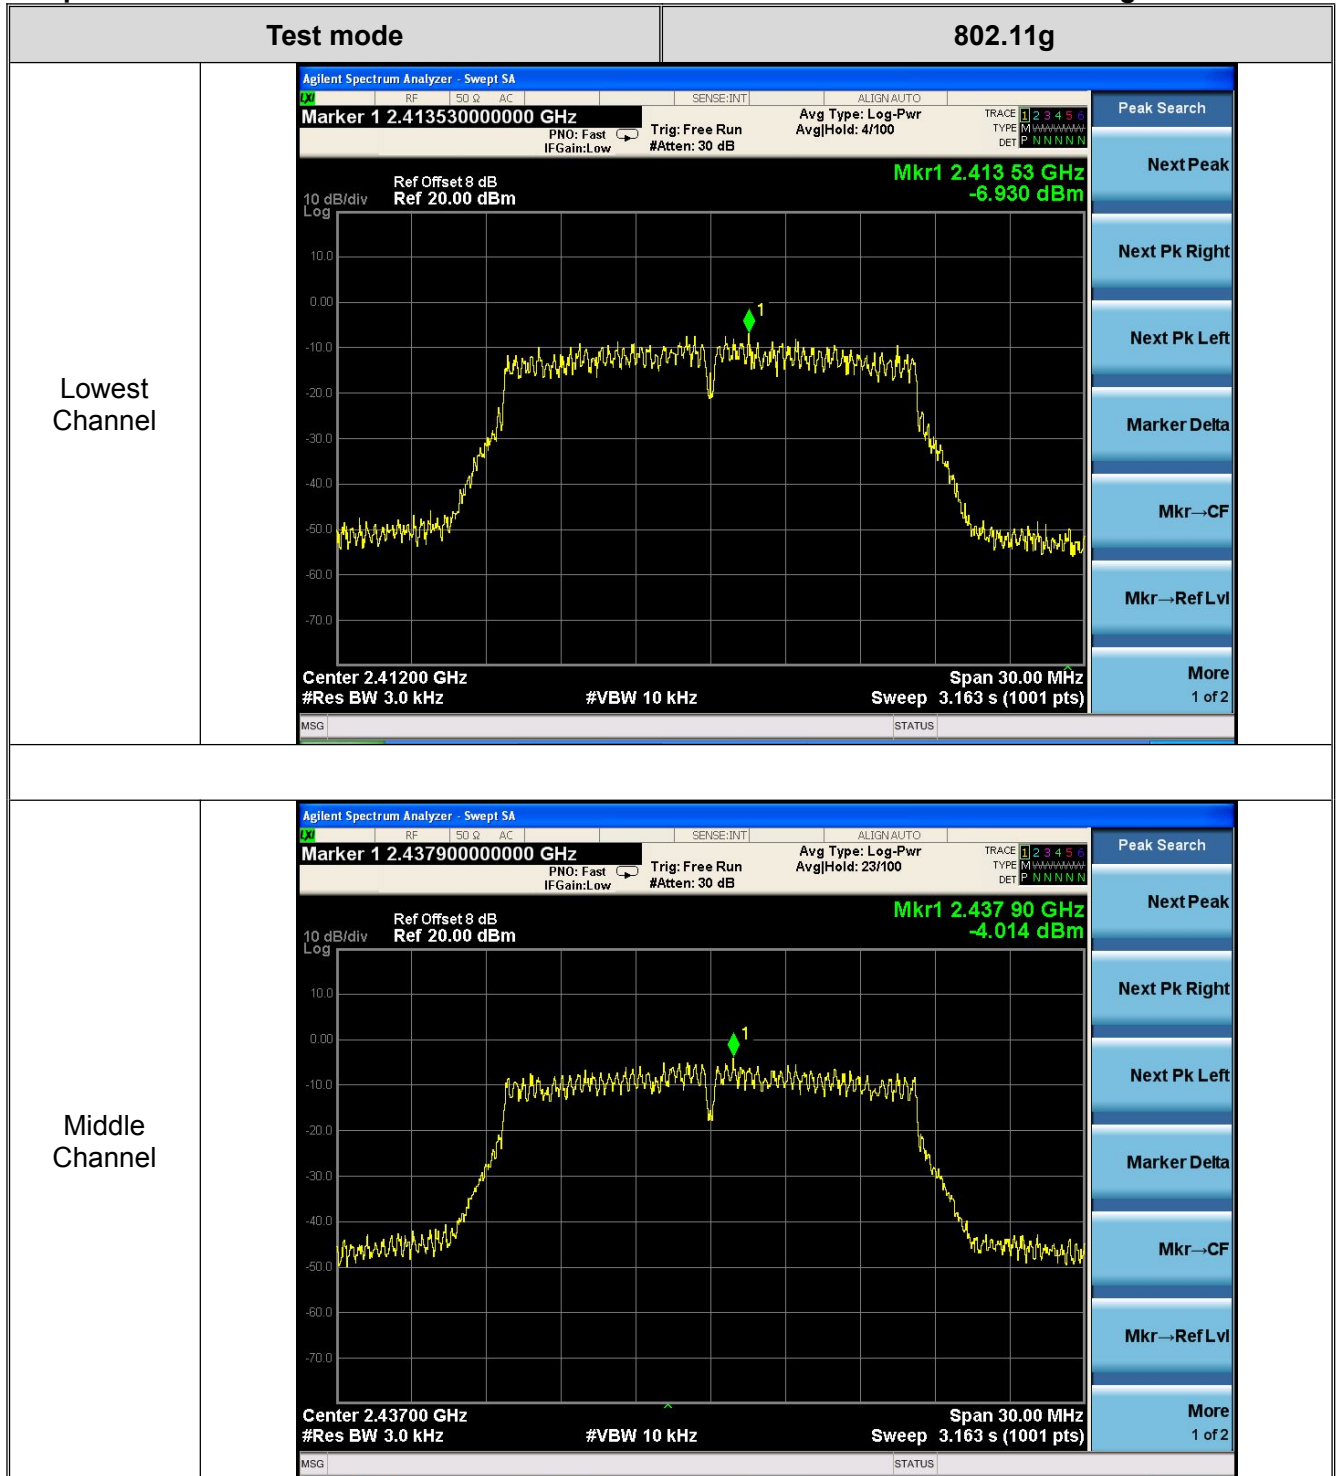 Test mode 802.11g
Lowest
Channel
Agilent Spectrum Analyzer - Swept SA
LXI RF 50 Ω AC SENSE:INT ALIGN AUTO
Marker 1 2.413530000000 GHz
PNO: Fast
IFGain:Low
Trig: Free Run
#Atten: 30 dB
Avg Type: Log-Pwr
Avg|Hold: 4/100
TRACE 1 2 3 4 5 6
TYPE M
DET P N N N N N
Mkr1 2.413 53 GHz
-6.930 dBm
Ref Offset 8 dB
10 dB/div Ref 20.00 dBm
Log
10.0
0.00
-10.0
-20.0
-30.0
-40.0
-50.0
-60.0
-70.0
1
Center 2.41200 GHz Span 30.00 MHz
#Res BW 3.0 kHz #VBW 10 kHz Sweep 3.163 s (1001 pts)
MSG STATUS
Peak Search
Next Peak
Next Pk Right
Next Pk Left
Marker Delta
Mkr→CF
Mkr→Ref Lvl
More
1 of 2
Middle
Channel
Agilent Spectrum Analyzer - Swept SA
LXI RF 50 Ω AC SENSE:INT ALIGN AUTO
Marker 1 2.437900000000 GHz
PNO: Fast
IFGain:Low
Trig: Free Run
#Atten: 30 dB
Avg Type: Log-Pwr
Avg|Hold: 23/100
TRACE 1 2 3 4 5 6
TYPE M
DET P N N N N N
Mkr1 2.437 90 GHz
-4.014 dBm
Ref Offset 8 dB
10 dB/div Ref 20.00 dBm
Log
10.0
0.00
-10.0
-20.0
-30.0
-40.0
-50.0
-60.0
-70.0
1
Center 2.43700 GHz Span 30.00 MHz
#Res BW 3.0 kHz #VBW 10 kHz Sweep 3.163 s (1001 pts)
MSG STATUS
Peak Search
Next Peak
Next Pk Right
Next Pk Left
Marker Delta
Mkr→CF
Mkr→Ref Lvl
More
1 of 2